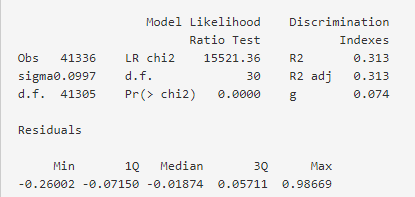 Model Likelihood    Discrimination
                          Ratio Test           Indexes
Obs   41336    LR chi2    15521.36    R2       0.313
sigma0.0997    d.f.             30    R2 adj   0.313
d.f.  41305    Pr(> chi2)   0.0000    g        0.074
Residuals
     Min       1Q   Median       3Q      Max
-0.26002 -0.07150 -0.01874  0.05711  0.98669